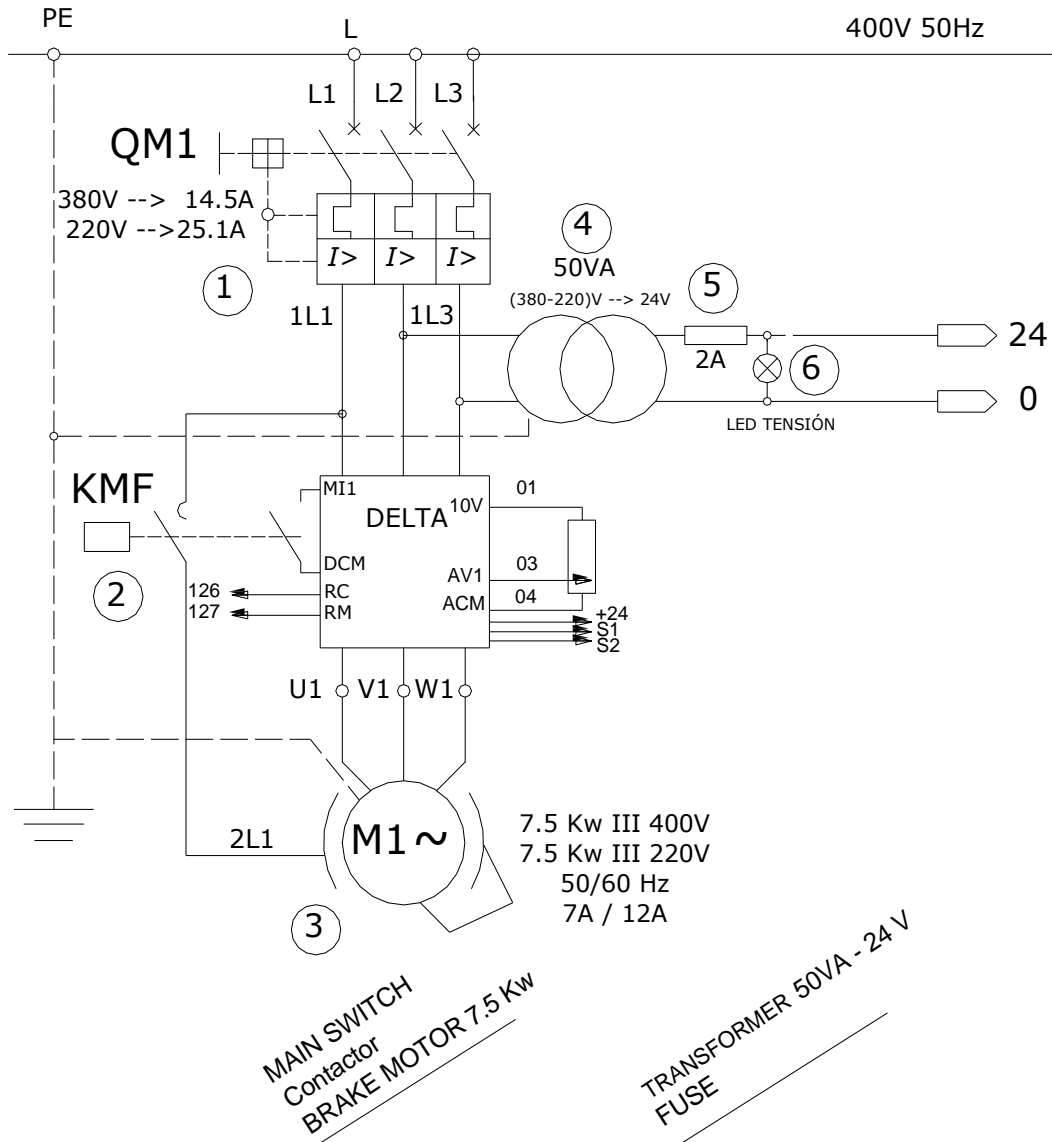 PE
L
400V 50Hz
L1 L2 L3
QM1
380V --> 14.5A
220V -->25.1A
I> I> I>
1
4
50VA
(380-220)V --> 24V
5
1L1
1L3
2A
6
24
0
LED TENSIÓN
KMF
2
MI1
10V
DELTA
DCM
RC
RM
AV1
ACM
126
127
01
03
04
+24
S1
S2
U1 V1 W1
2L1
M1~
3
7.5 Kw III 400V
7.5 Kw III 220V
50/60 Hz
7A / 12A
MAIN SWITCH
Contactor
BRAKE MOTOR 7.5 Kw
TRANSFORMER 50VA - 24 V
FUSE